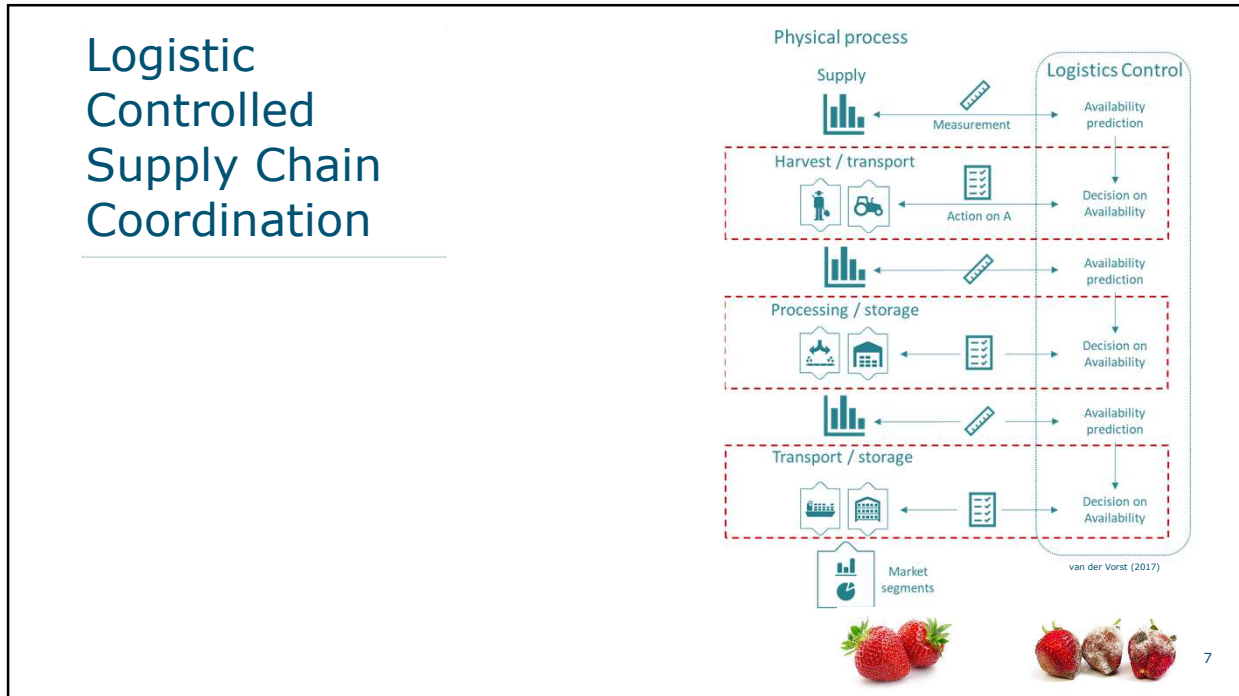 Logistic
Controlled
Supply Chain
Coordination
Physical process
Supply
Logistics Control
Measurement
Availability
prediction
Harvest / transport
Action on A
Decision on
Availability
Availability
prediction
Processing / storage
Decision on
Availability
Availability
prediction
Transport / storage
Decision on
Availability
Market
segments
van der Vorst (2017)
7